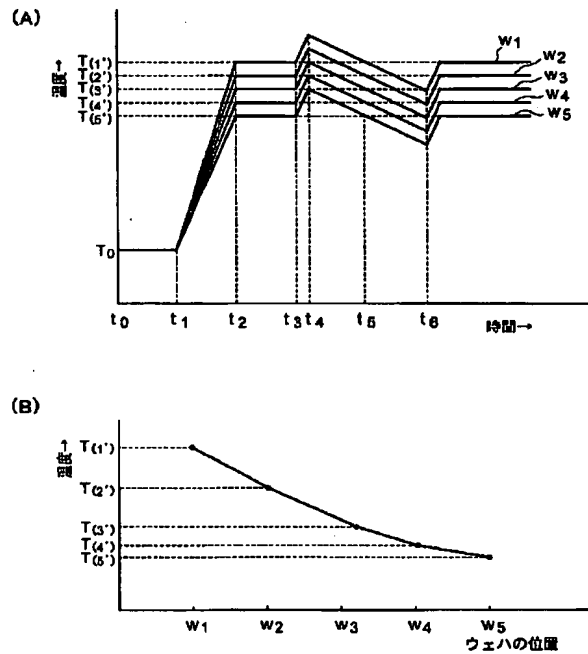 (A)
温度→
T(1')
T(2')
T(3')
T(4')
T(5')
T0
W1
W2
W3
W4
W5
t0 t1 t2 t3 t4 t5 t6 時間→
(B)
温度→
T(1')
T(2')
T(3')
T(4')
T(5')
W1 W2 W3 W4 W5
ウェハの位置